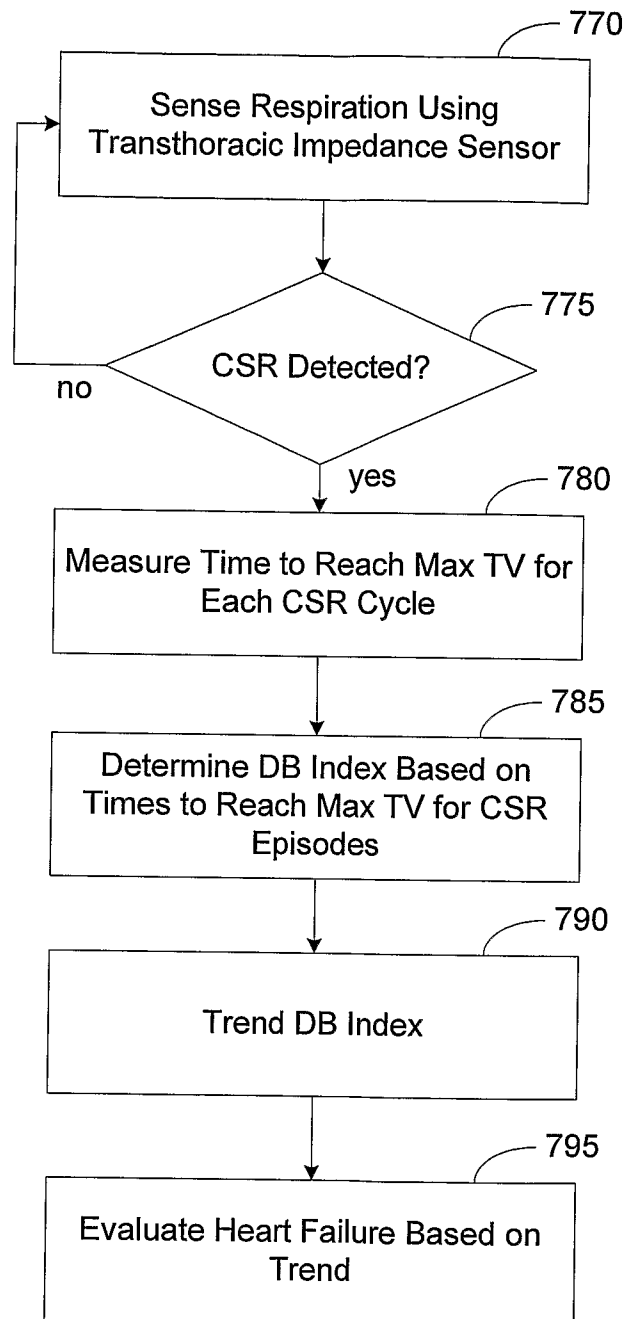 770
Sense Respiration Using
Transthoracic Impedance Sensor
775
CSR Detected?
no
yes
780
Measure Time to Reach Max TV for
Each CSR Cycle
785
Determine DB Index Based on
Times to Reach Max TV for CSR
Episodes
790
Trend DB Index
795
Evaluate Heart Failure Based on
Trend